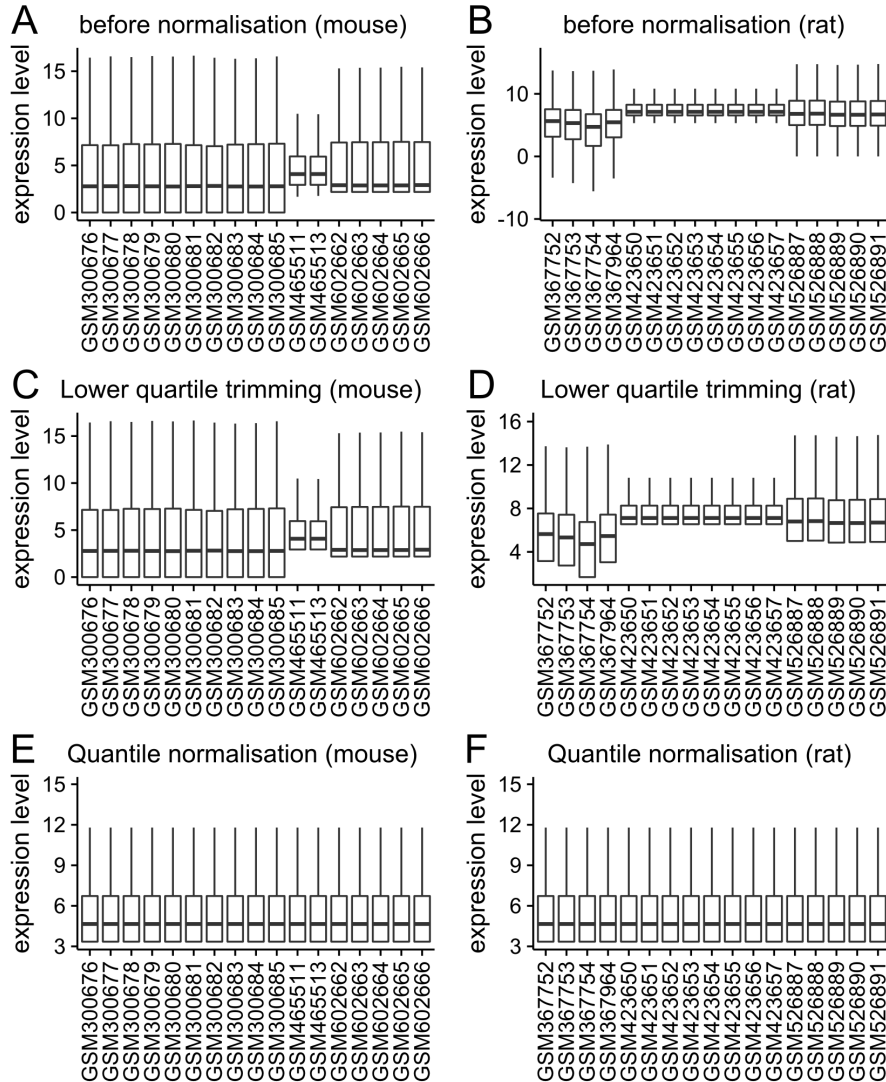 A before normalisation (mouse)
expression level
15
10
5
0
GSM300676
GSM300677
GSM300678
GSM300679
GSM300680
GSM300681
GSM300682
GSM300683
GSM300684
GSM300685
GSM465511
GSM465513
GSM602662
GSM602663
GSM602664
GSM602665
GSM602666
B before normalisation (rat)
expression level
10
0
-10
GSM367752
GSM367753
GSM367754
GSM367964
GSM423650
GSM423651
GSM423652
GSM423653
GSM423654
GSM423655
GSM423656
GSM423657
GSM526887
GSM526888
GSM526889
GSM526890
GSM526891
C Lower quartile trimming (mouse)
expression level
15
10
5
0
GSM300676
GSM300677
GSM300678
GSM300679
GSM300680
GSM300681
GSM300682
GSM300683
GSM300684
GSM300685
GSM465511
GSM465513
GSM602662
GSM602663
GSM602664
GSM602665
GSM602666
D Lower quartile trimming (rat)
expression level
16
12
8
4
GSM367752
GSM367753
GSM367754
GSM367964
GSM423650
GSM423651
GSM423652
GSM423653
GSM423654
GSM423655
GSM423656
GSM423657
GSM526887
GSM526888
GSM526889
GSM526890
GSM526891
E Quantile normalisation (mouse)
expression level
15
12
9
6
3
GSM300676
GSM300677
GSM300678
GSM300679
GSM300680
GSM300681
GSM300682
GSM300683
GSM300684
GSM300685
GSM465511
GSM465513
GSM602662
GSM602663
GSM602664
GSM602665
GSM602666
F Quantile normalisation (rat)
expression level
15
12
9
6
3
GSM367752
GSM367753
GSM367754
GSM367964
GSM423650
GSM423651
GSM423652
GSM423653
GSM423654
GSM423655
GSM423656
GSM423657
GSM526887
GSM526888
GSM526889
GSM526890
GSM526891